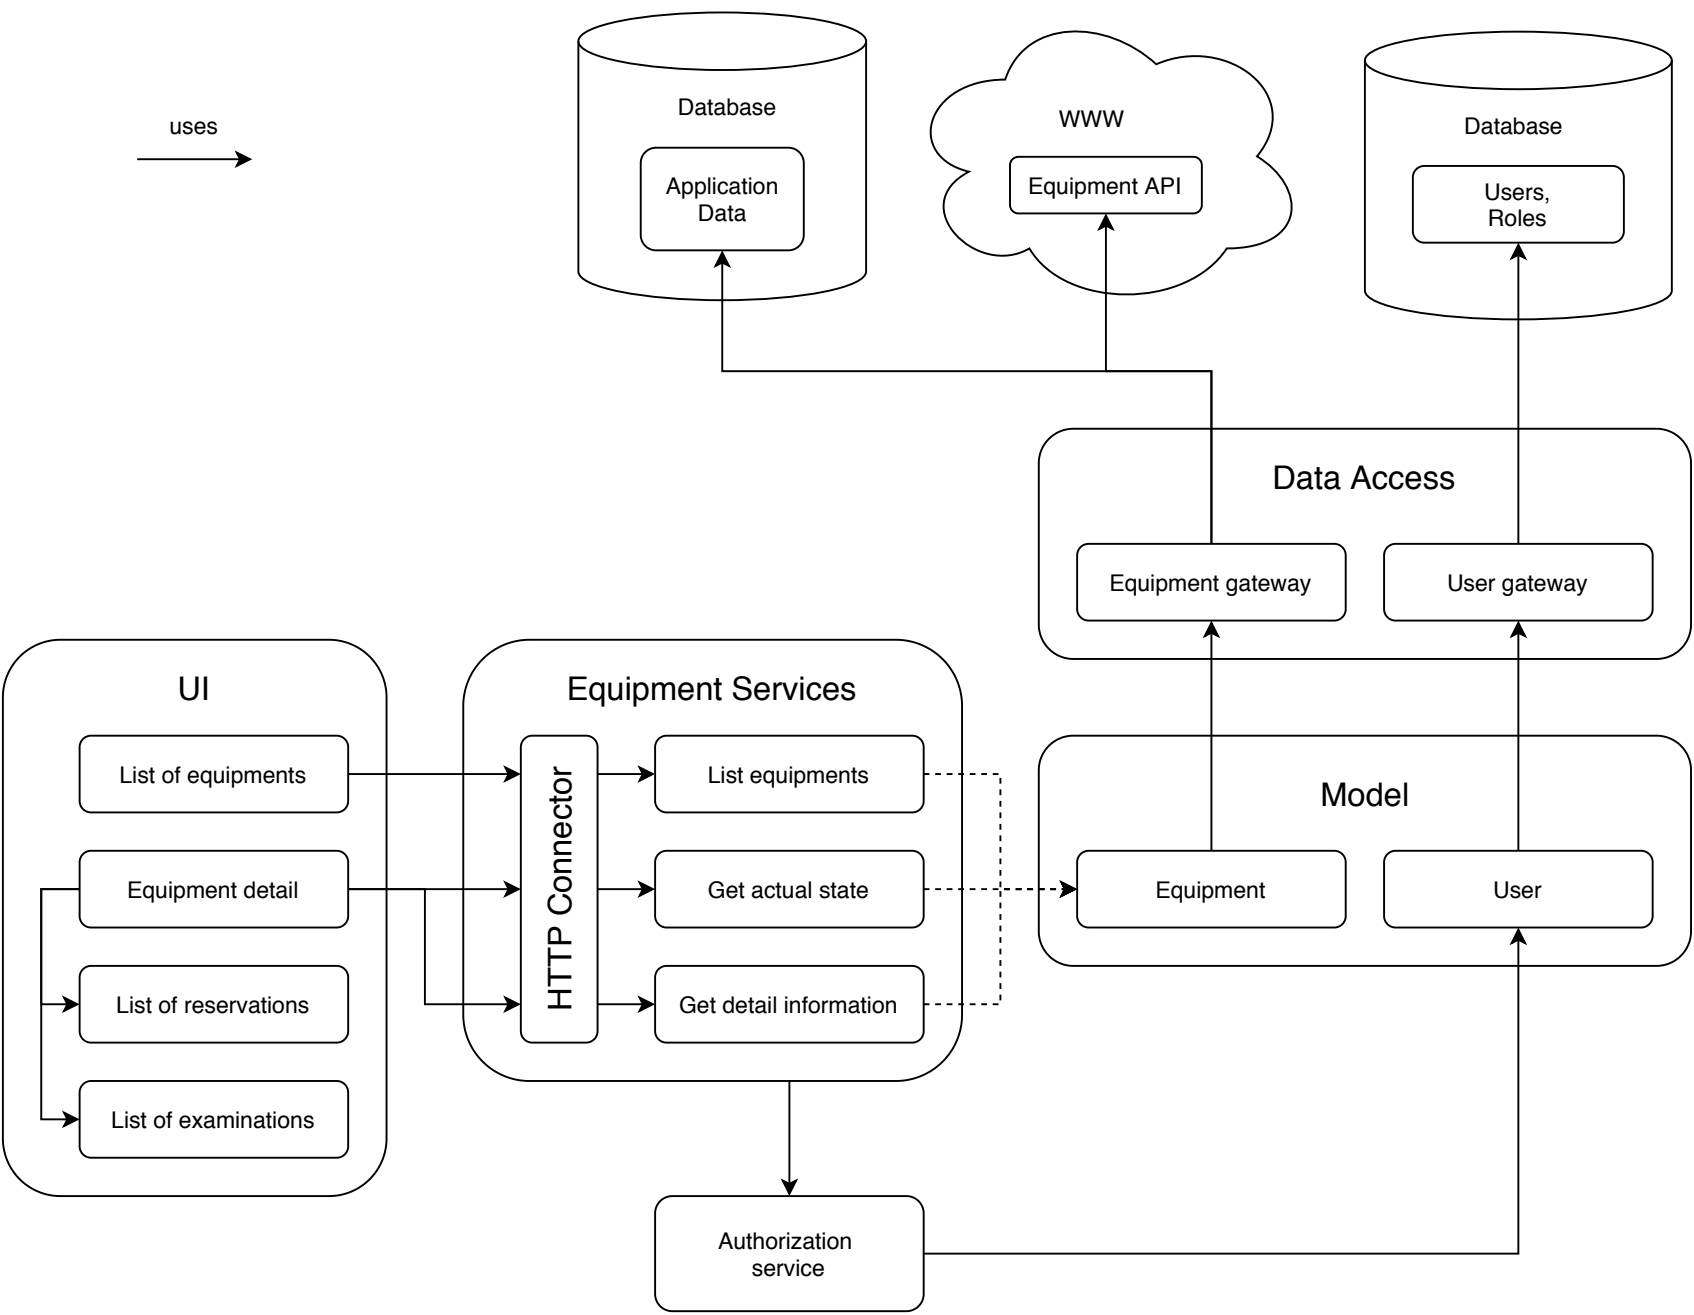 uses
Database
Application
Data
WWW
Equipment API
Database
Users,
Roles
Data Access
Equipment gateway
User gateway
UI
List of equipments
Equipment detail
List of reservations
List of examinations
Equipment Services
HTTP Connector
List equipments
Get actual state
Get detail information
Model
Equipment
User
Authorization
service